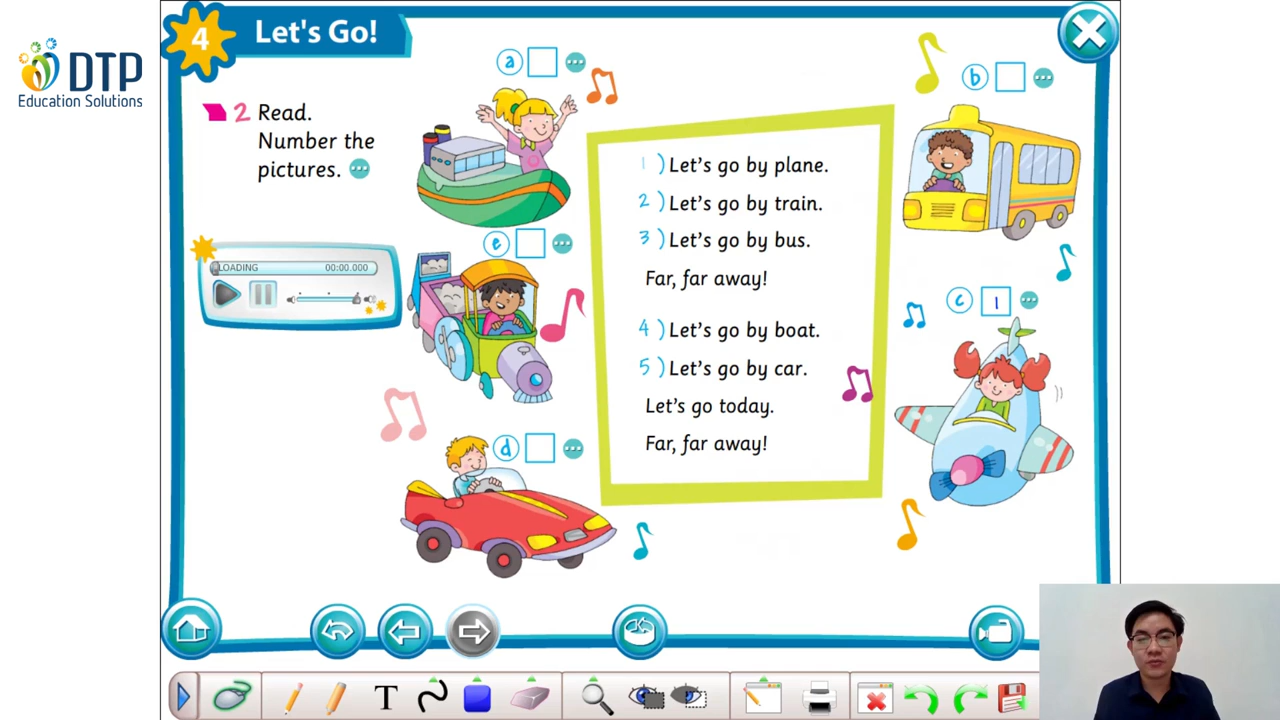 DTP
Education Solutions
4
Let's Go!
2 Read.
Number the
pictures.
LOADING 00:00.000
a
b
e
c 1
d
1) Let's go by plane.
2) Let's go by train.
3) Let's go by bus.
Far, far away!
4) Let's go by boat.
5) Let's go by car.
Let's go today.
Far, far away!
T